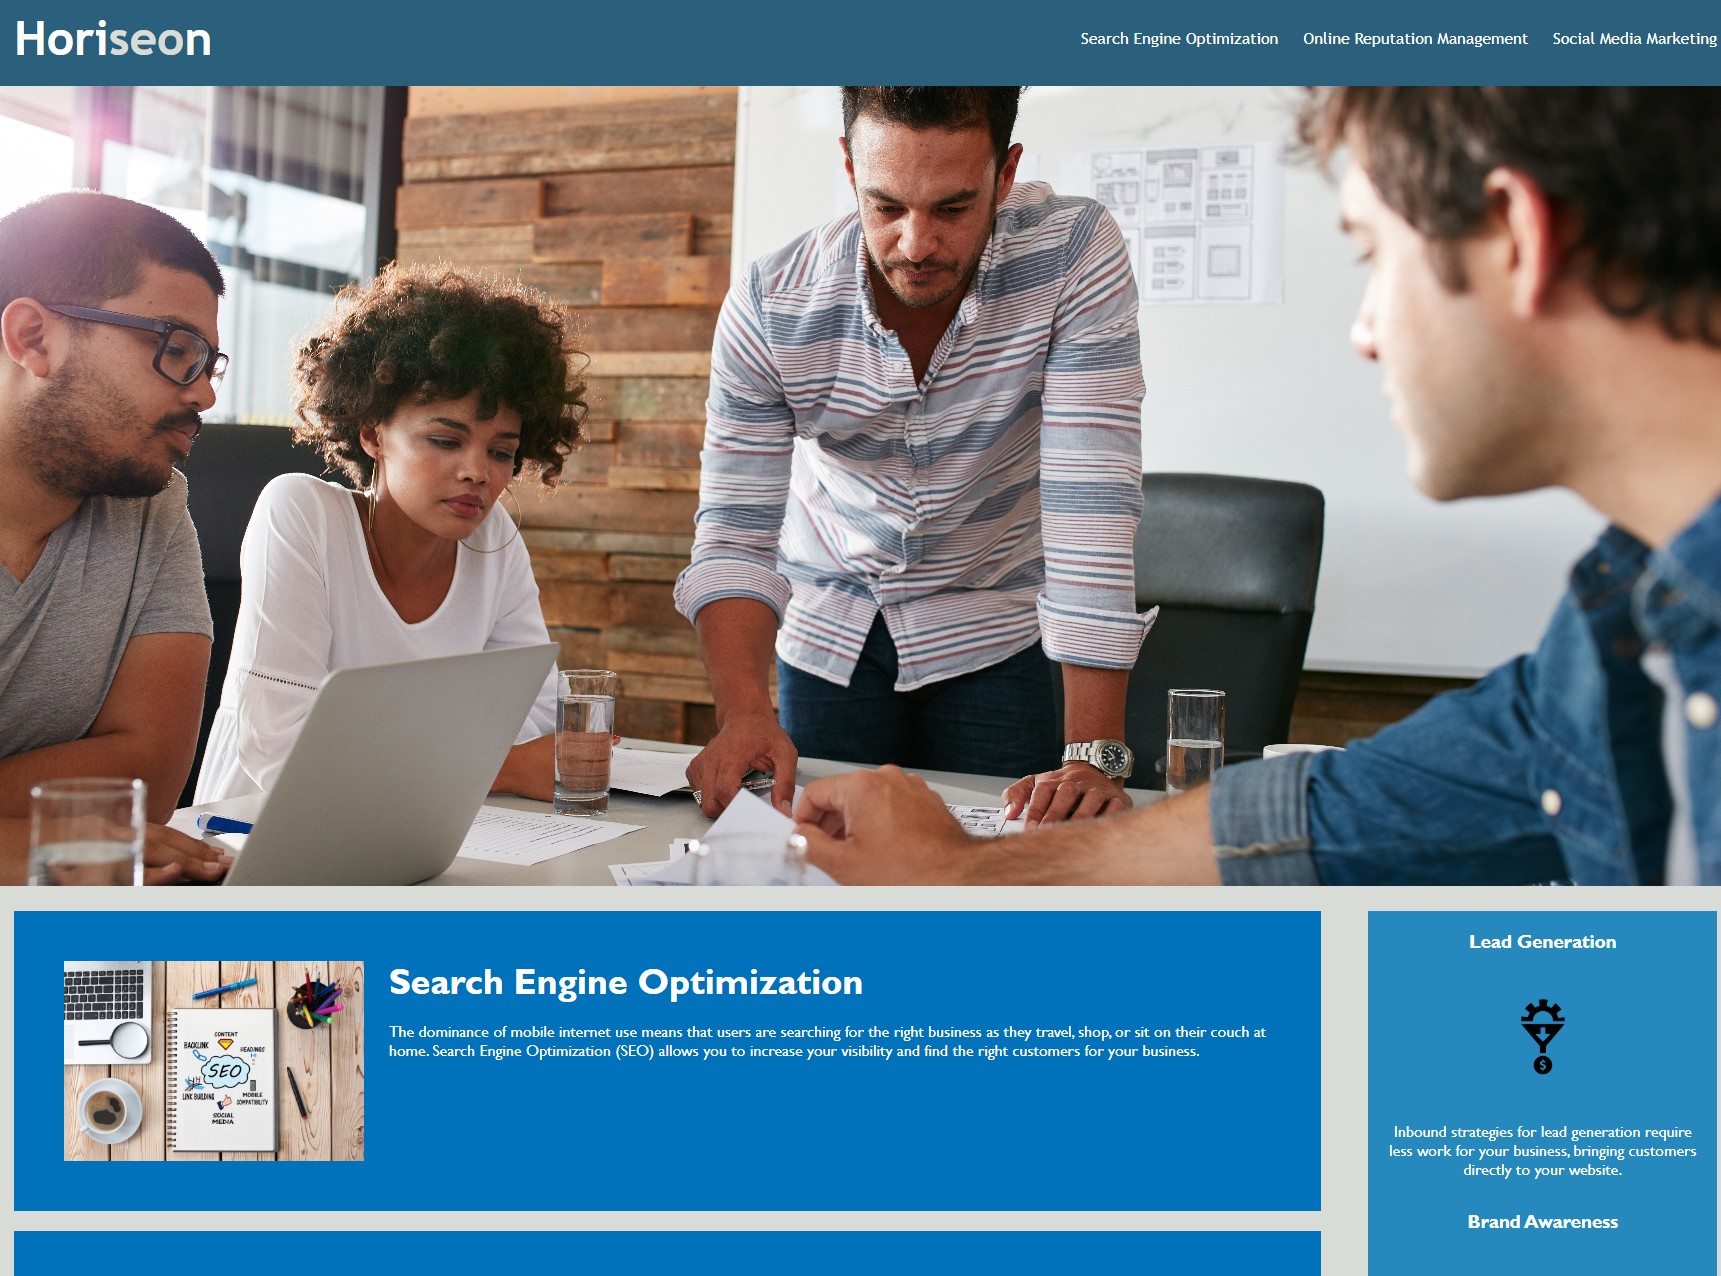 Horiseon
Search Engine Optimization
Online Reputation Management
Social Media Marketing
Search Engine Optimization
The dominance of mobile internet use means that users are searching for the right business as they travel, shop, or sit on their couch at
home. Search Engine Optimization (SEO) allows you to increase your visibility and find the right customers for your business.
CONTENT
BACKLINK
HEADINGS
SEO
LINK BUILDING
MOBILE
COMPATIBILITY
SOCIAL
MEDIA
Lead Generation
$
Inbound strategies for lead generation require
less work for your business, bringing customers
directly to your website.
Brand Awareness